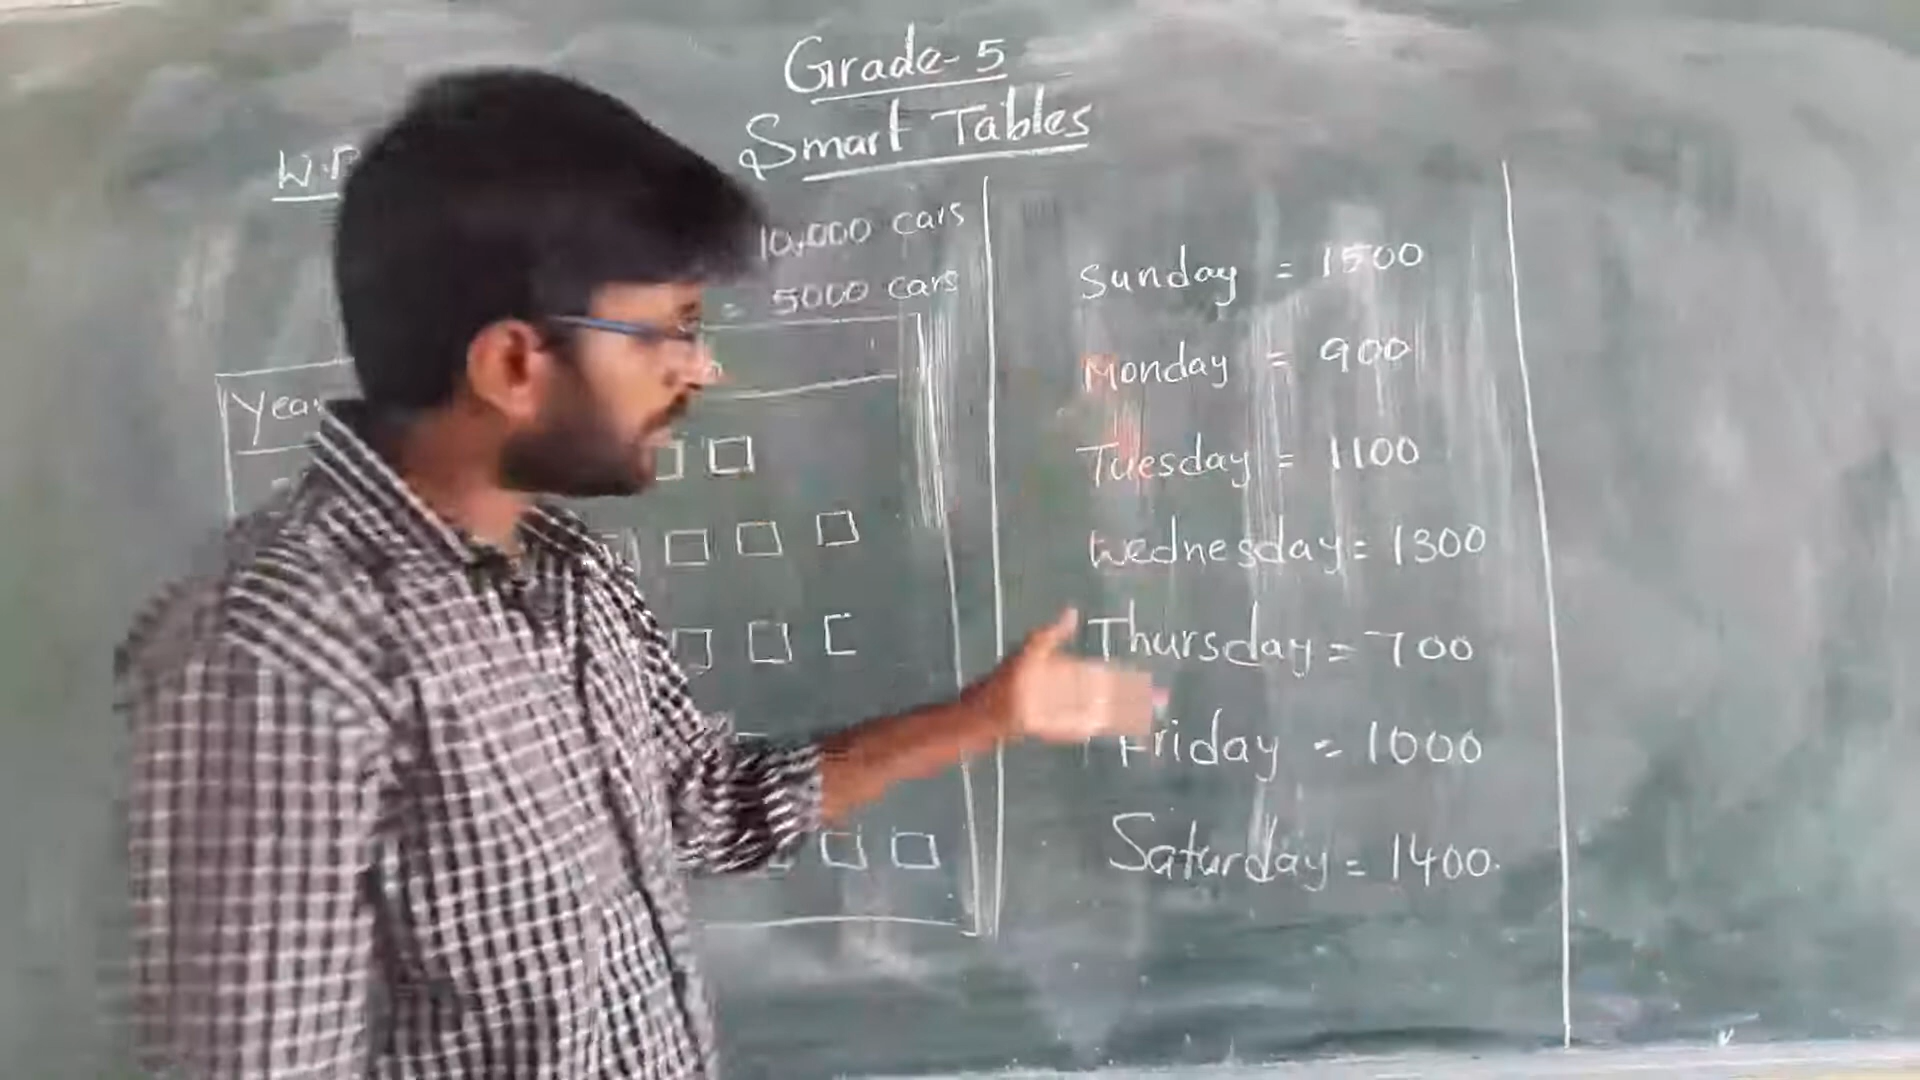 Grade-5
Smart Tables
10,000 cars
= 5000 cars
Year
Sunday = 1500
Monday = 900
Tuesday = 1100
Wednesday = 1300
Thursday = 700
Friday = 1000
Saturday = 1400.